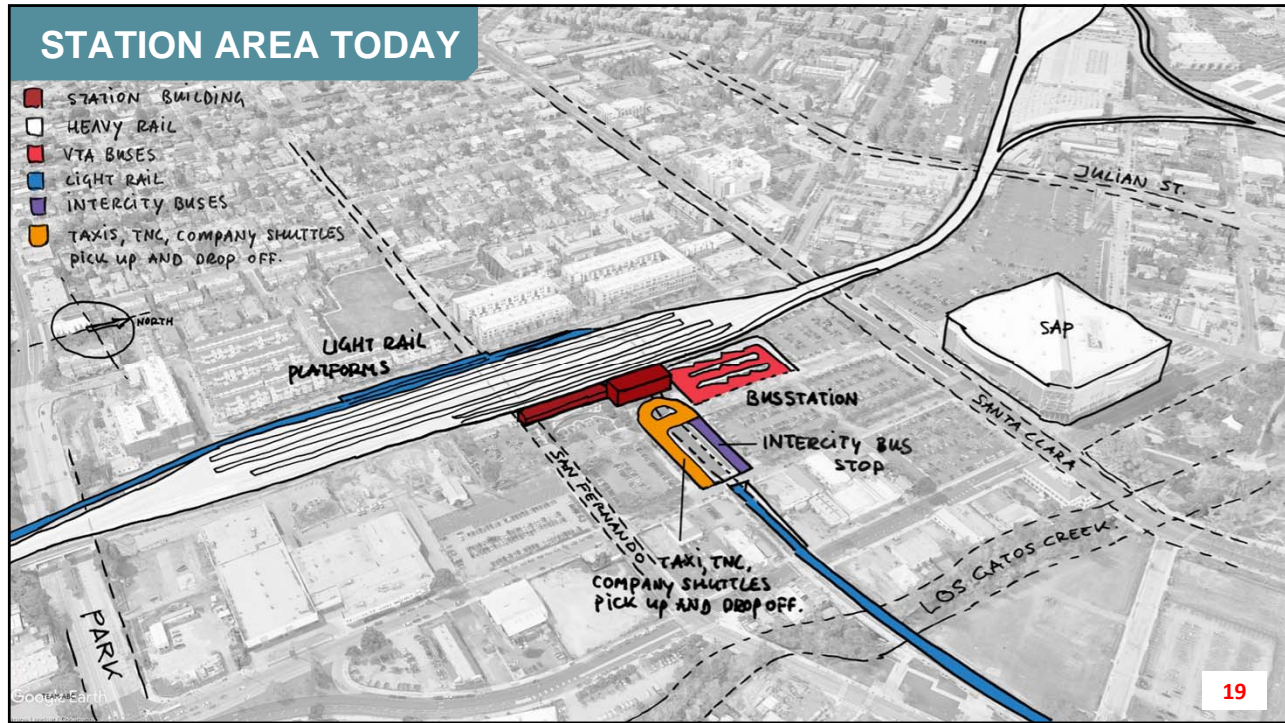 STATION AREA TODAY
STATION BUILDING
HEAVY RAIL
VTA BUSES
LIGHT RAIL
INTERCITY BUSES
TAXIS, TNC, COMPANY SHUTTLES
PICK UP AND DROP OFF.
NORTH
JULIAN ST.
SAP
LIGHT RAIL
PLATFORMS
BUSSTATION
SANTA CLARA
INTERCITY BUS
STOP
SAN FERNANDO
TAXI, TNC,
COMPANY SHUTTLES
PICK UP AND DROP OFF.
LOS GATOS CREEK.
PARK
Google Earth
TEAM ABC
19